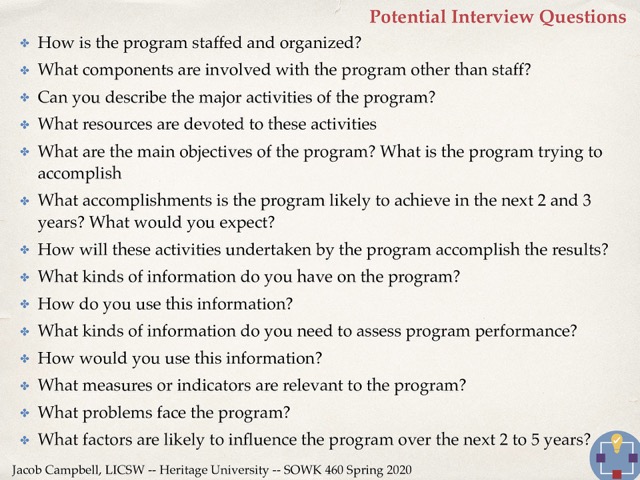 Potential Interview Questions
How is the program staffed and organized?
What components are involved with the program other than staff?
Can you describe the major activities of the program?
What resources are devoted to these activities
What are the main objectives of the program? What is the program trying to
accomplish
What accomplishments is the program likely to achieve in the next 2 and 3
years? What would you expect?
How will these activities undertaken by the program accomplish the results?
What kinds of information do you have on the program?
How do you use this information?
What kinds of information do you need to assess program performance?
How would you use this information?
What measures or indicators are relevant to the program?
What problems face the program?
What factors are likely to influence the program over the next 2 to 5 years?
Jacob Campbell, LICSW -- Heritage University -- SOWK 460 Spring 2020